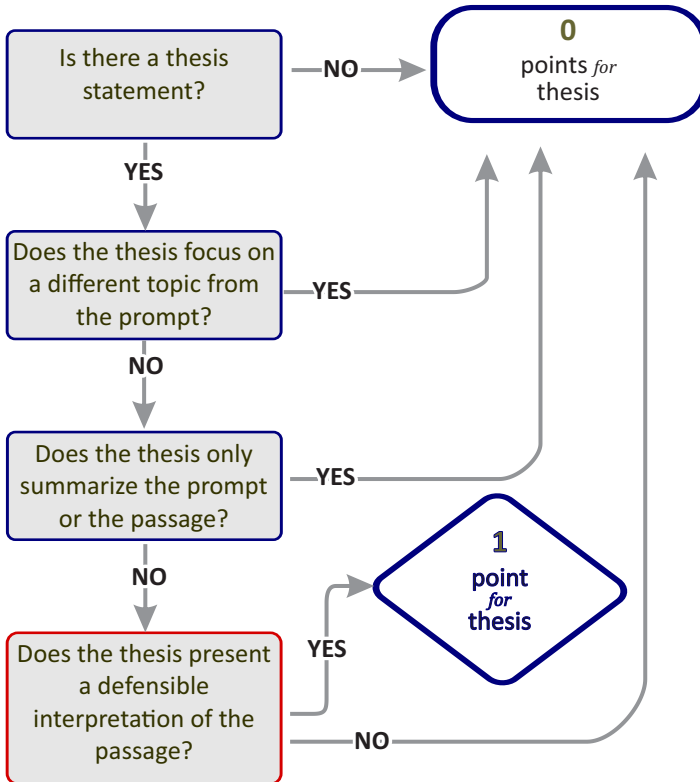 Is there a thesis
statement?
NO
0
points for
thesis
YES
Does the thesis focus on
a different topic from
the prompt?
YES
NO
Does the thesis only
summarize the prompt
or the passage?
YES
1
point
for
thesis
NO
Does the thesis present
a defensible
interpretation of the
passage?
YES
NO